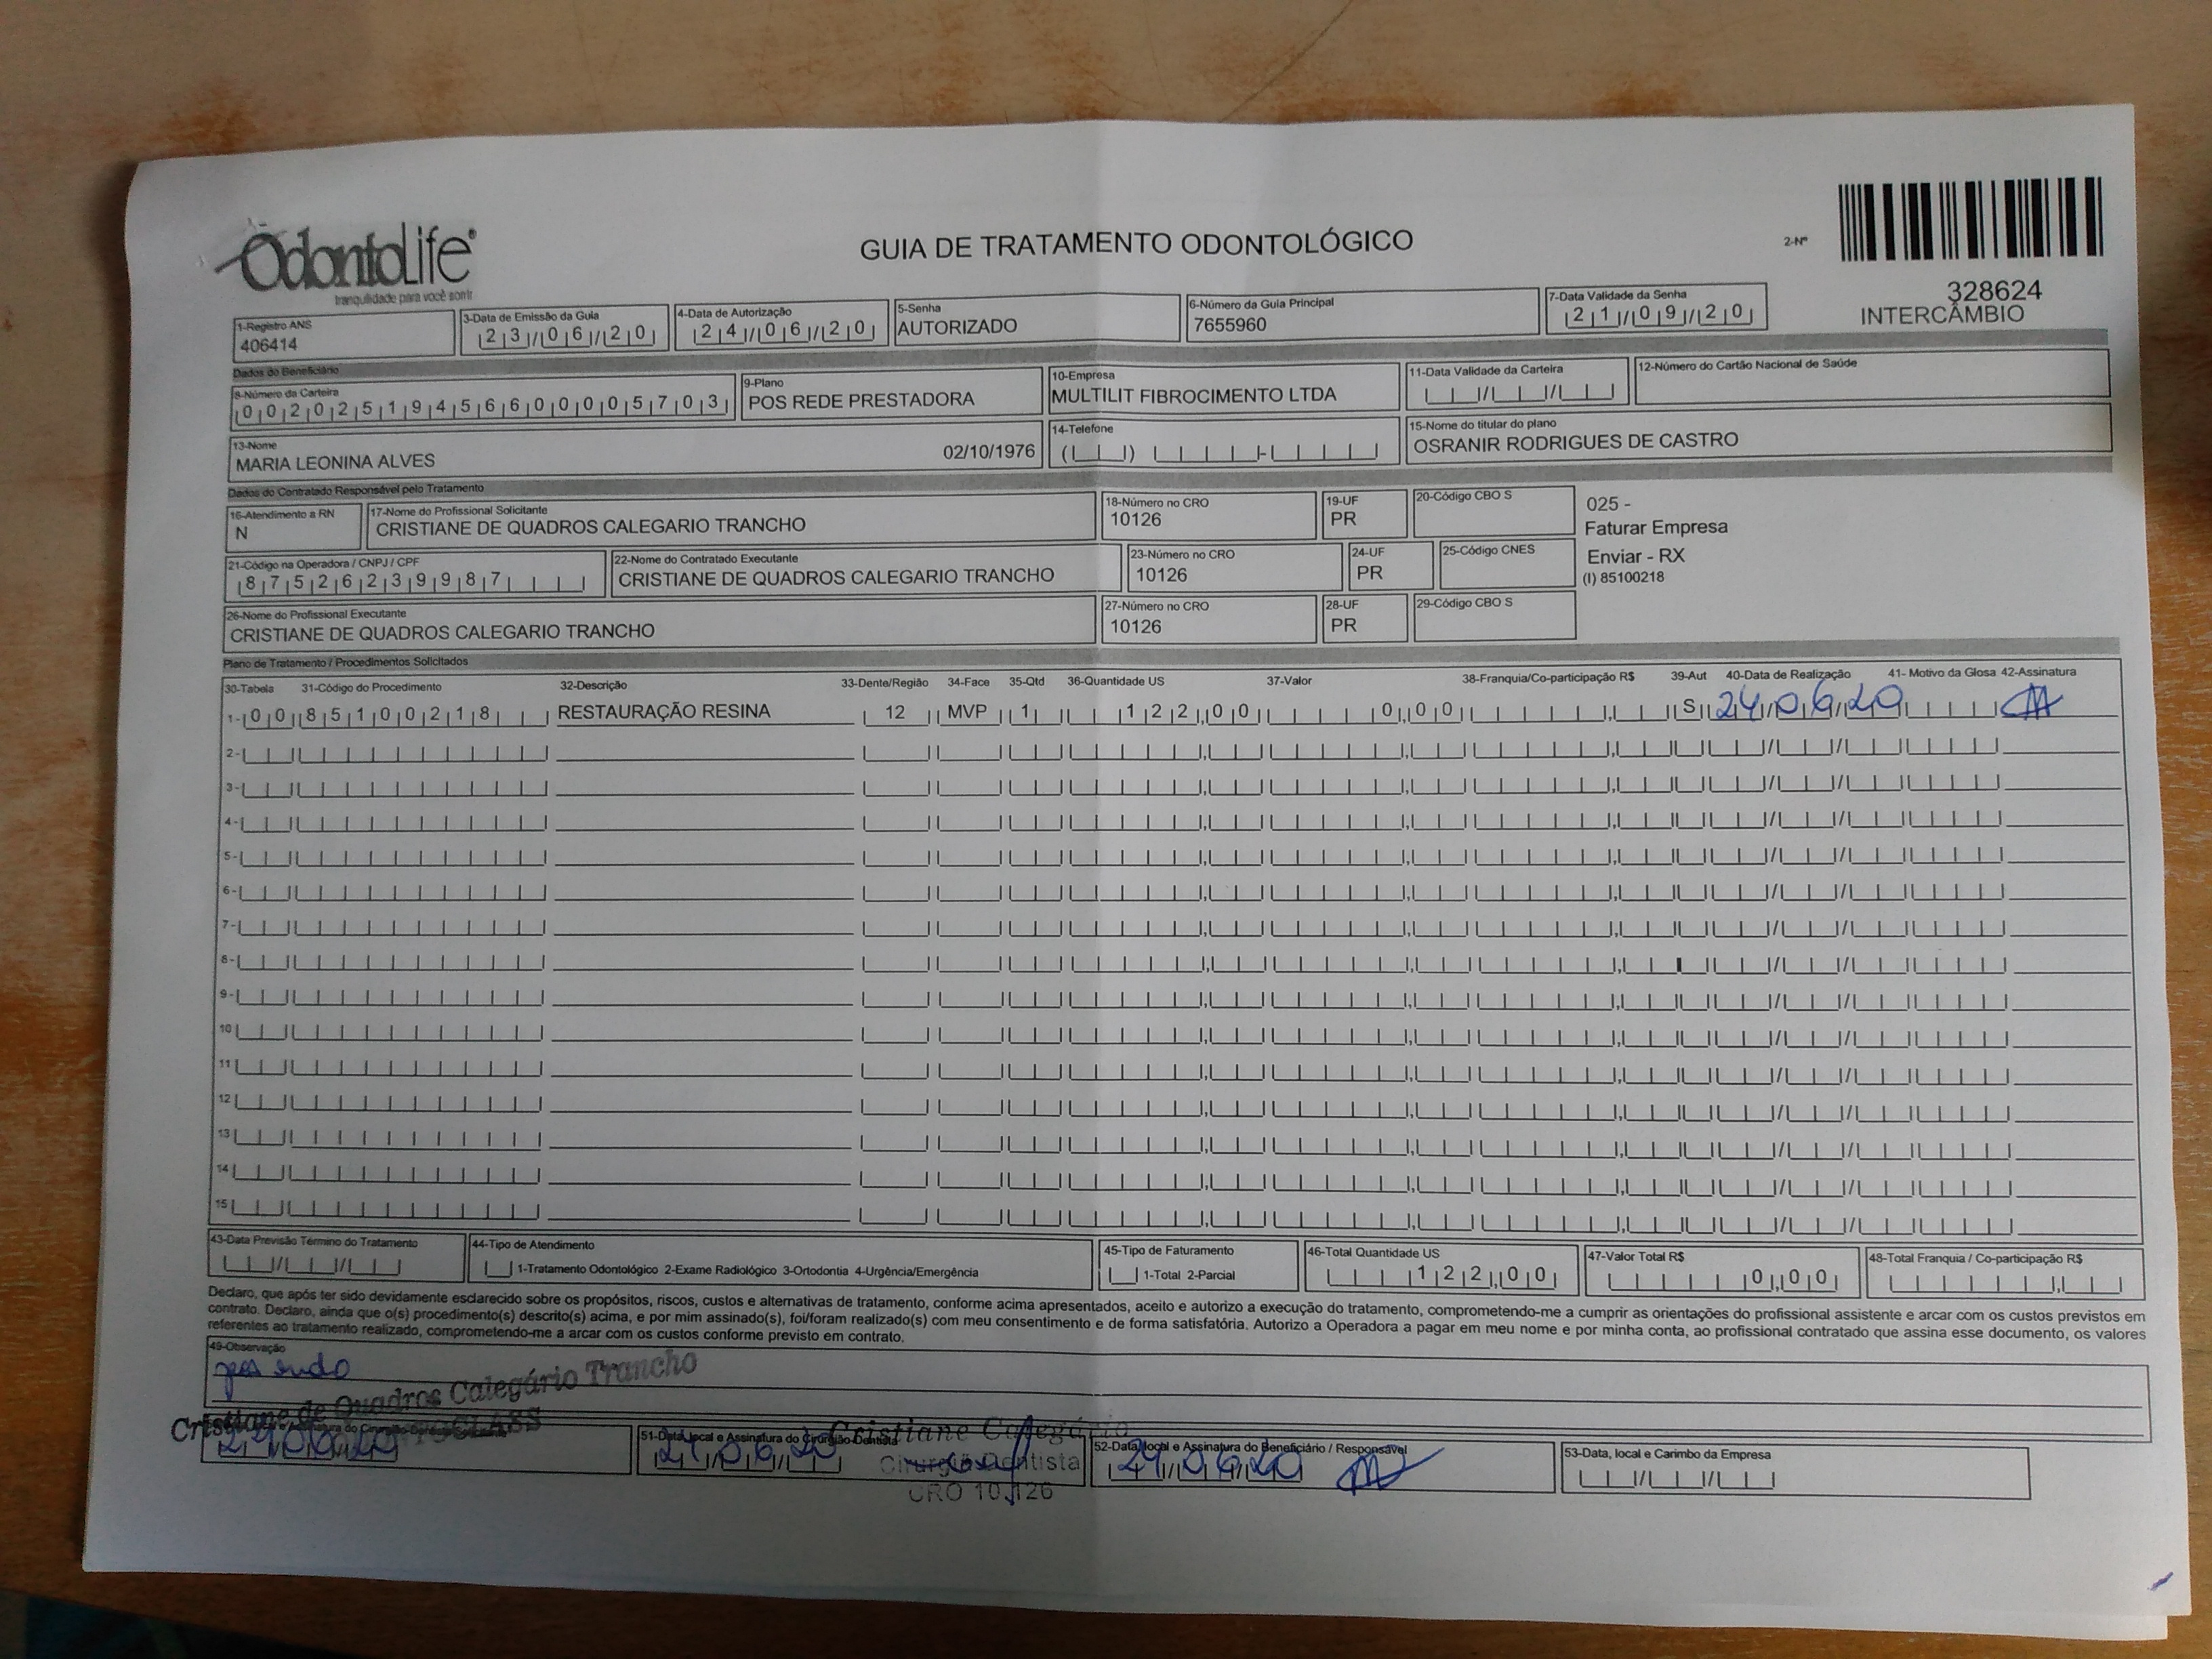 OdontoLife
tranquilidade para você sorrir
GUIA DE TRATAMENTO ODONTOLÓGICO
2-Nº
328624
INTERCÂMBIO
1-Registro ANS
406414
3-Data de Emissão da Guia
23/06/20
4-Data de Autorização
24/06/20
5-Senha
AUTORIZADO
6-Número da Guia Principal
7655960
7-Data Validade da Senha
21/09/20
Dados do Beneficiário
8-Número da Carteira
00202519456600005703
9-Plano
POS REDE PRESTADORA
10-Empresa
MULTILIT FIBROCIMENTO LTDA
11-Data Validade da Carteira
12-Número do Cartão Nacional de Saúde
13-Nome
MARIA LEONINA ALVES 02/10/1976
14-Telefone
15-Nome do titular do plano
OSRANIR RODRIGUES DE CASTRO
Dados do Contratado Responsável pelo Tratamento
16-Atendimento a RN
N
17-Nome do Profissional Solicitante
CRISTIANE DE QUADROS CALEGARIO TRANCHO
18-Número no CRO
10126
19-UF
PR
20-Código CBO S
025 -
Faturar Empresa
Enviar - RX
(I) 85100218
21-Código na Operadora / CNPJ / CPF
87526239987
22-Nome do Contratado Executante
CRISTIANE DE QUADROS CALEGARIO TRANCHO
23-Número no CRO
10126
24-UF
PR
25-Código CNES
26-Nome do Profissional Executante
CRISTIANE DE QUADROS CALEGARIO TRANCHO
27-Número no CRO
10126
28-UF
PR
29-Código CBO S
Plano de Tratamento / Procedimentos Solicitados
30-Tabela 31-Código do Procedimento 32-Descrição 33-Dente/Região 34-Face 35-Qtd 36-Quantidade US 37-Valor 38-Franquia/Co-participação R$ 39-Aut 40-Data de Realização 41- Motivo da Glosa 42-Assinatura
1- 00 85100218 RESTAURAÇÃO RESINA 12 MVP 1 122,00 0,00 S 24/06/20
2-
3-
4-
5-
6-
7-
8-
9-
10
11
12
13
14
15
43-Data Previsão Término do Tratamento
44-Tipo de Atendimento
1-Tratamento Odontológico 2-Exame Radiológico 3-Ortodontia 4-Urgência/Emergência
45-Tipo de Faturamento
1-Total 2-Parcial
46-Total Quantidade US
122,00
47-Valor Total R$
0,00
48-Total Franquia / Co-participação R$
Declaro, que após ter sido devidamente esclarecido sobre os propósitos, riscos, custos e alternativas de tratamento, conforme acima apresentados, aceito e autorizo a execução do tratamento, comprometendo-me a cumprir as orientações do profissional assistente e arcar com os custos previstos em
contrato. Declaro, ainda que o(s) procedimento(s) descrito(s) acima, e por mim assinado(s), foi/foram realizado(s) com meu consentimento e de forma satisfatória. Autorizo a Operadora a pagar em meu nome e por minha conta, ao profissional contratado que assina esse documento, os valores
referentes ao tratamento realizado, comprometendo-me a arcar com os custos conforme previsto em contrato.
49-Observação
Cristiane de Quadros Calegário Trancho
24/06/20
51-Data, local e Assinatura do Cirurgião-Dentista
24/06/20
Cristiane Calegário
Cirurgiã Dentista
CRO 10.126
52-Data, local e Assinatura do Beneficiário / Responsável
24/06/20
53-Data, local e Carimbo da Empresa